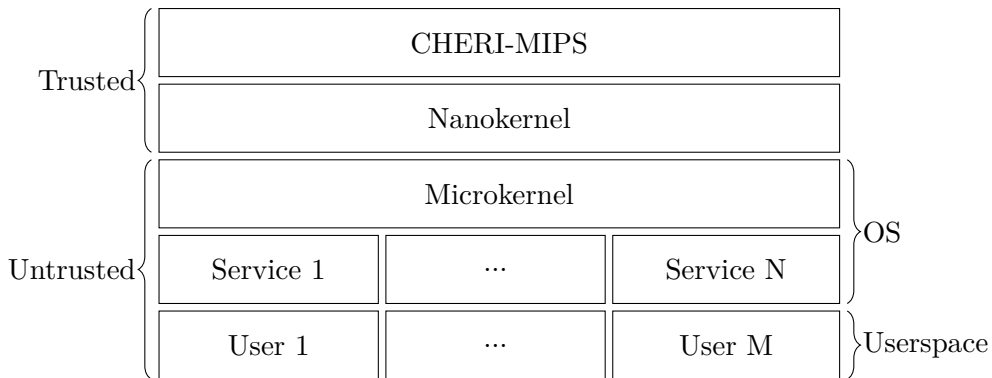 CHERI-MIPS
Trusted
Nanokernel
Microkernel
OS
Untrusted
Service 1
...
Service N
User 1
...
User M
Userspace